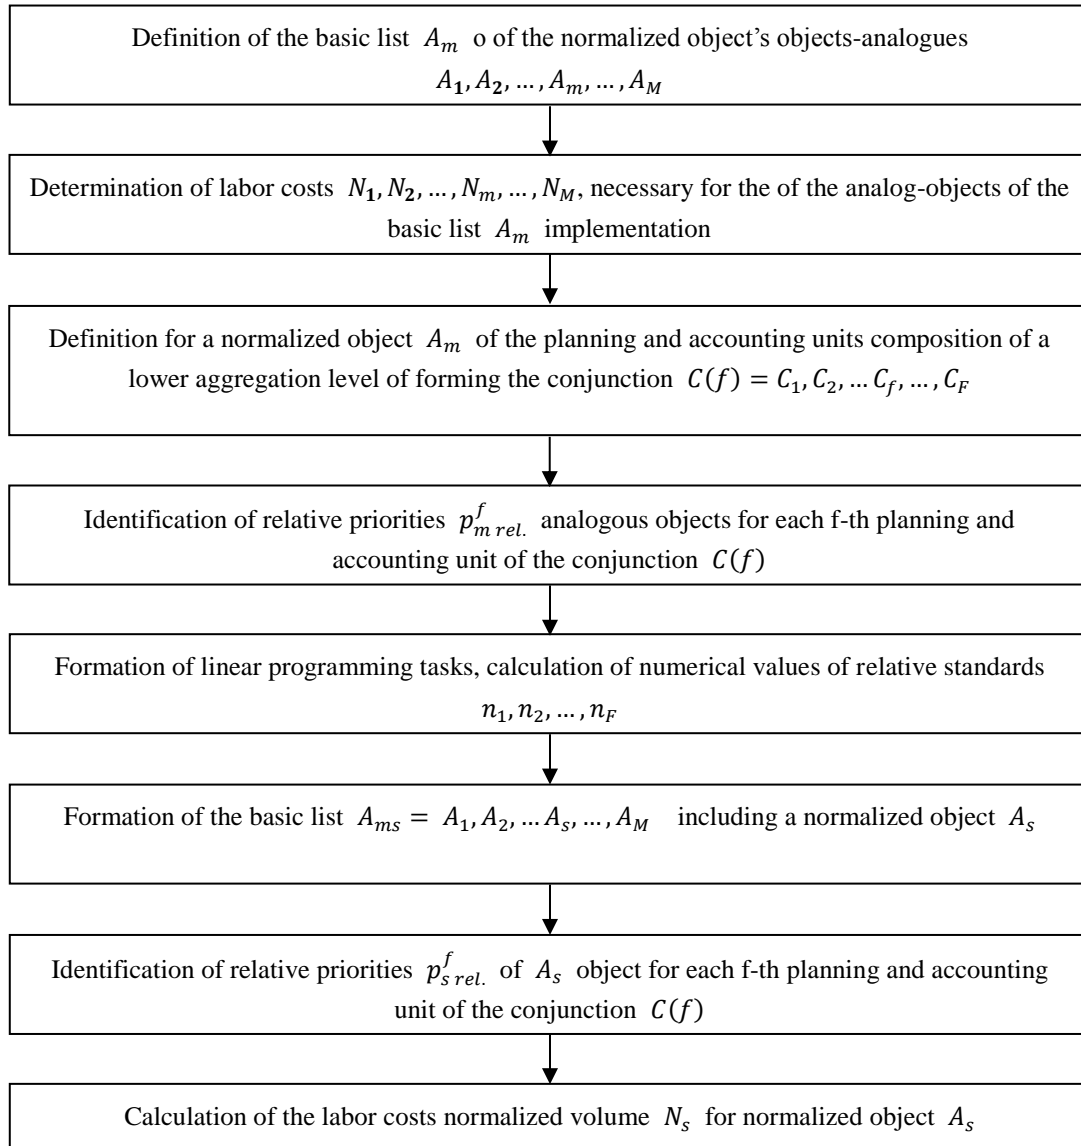 Definition of the basic list A_m o of the normalized object's objects-analogues
A_1, A_2, … , A_m, … , A_M
Determination of labor costs N_1, N_2, … , N_m, … , N_M, necessary for the of the analog-objects of the
basic list A_m implementation
Definition for a normalized object A_m of the planning and accounting units composition of a
lower aggregation level of forming the conjunction C(f) = C_1, C_2, … C_f, … , C_F
Identification of relative priorities p^f_{m rel.} analogous objects for each f-th planning and
accounting unit of the conjunction C(f)
Formation of linear programming tasks, calculation of numerical values of relative standards
n_1, n_2, … , n_F
Formation of the basic list A_{ms} = A_1, A_2, … A_s, … , A_M including a normalized object A_s
Identification of relative priorities p^f_{s rel.} of A_s object for each f-th planning and accounting
unit of the conjunction C(f)
Calculation of the labor costs normalized volume N_s for normalized object A_s